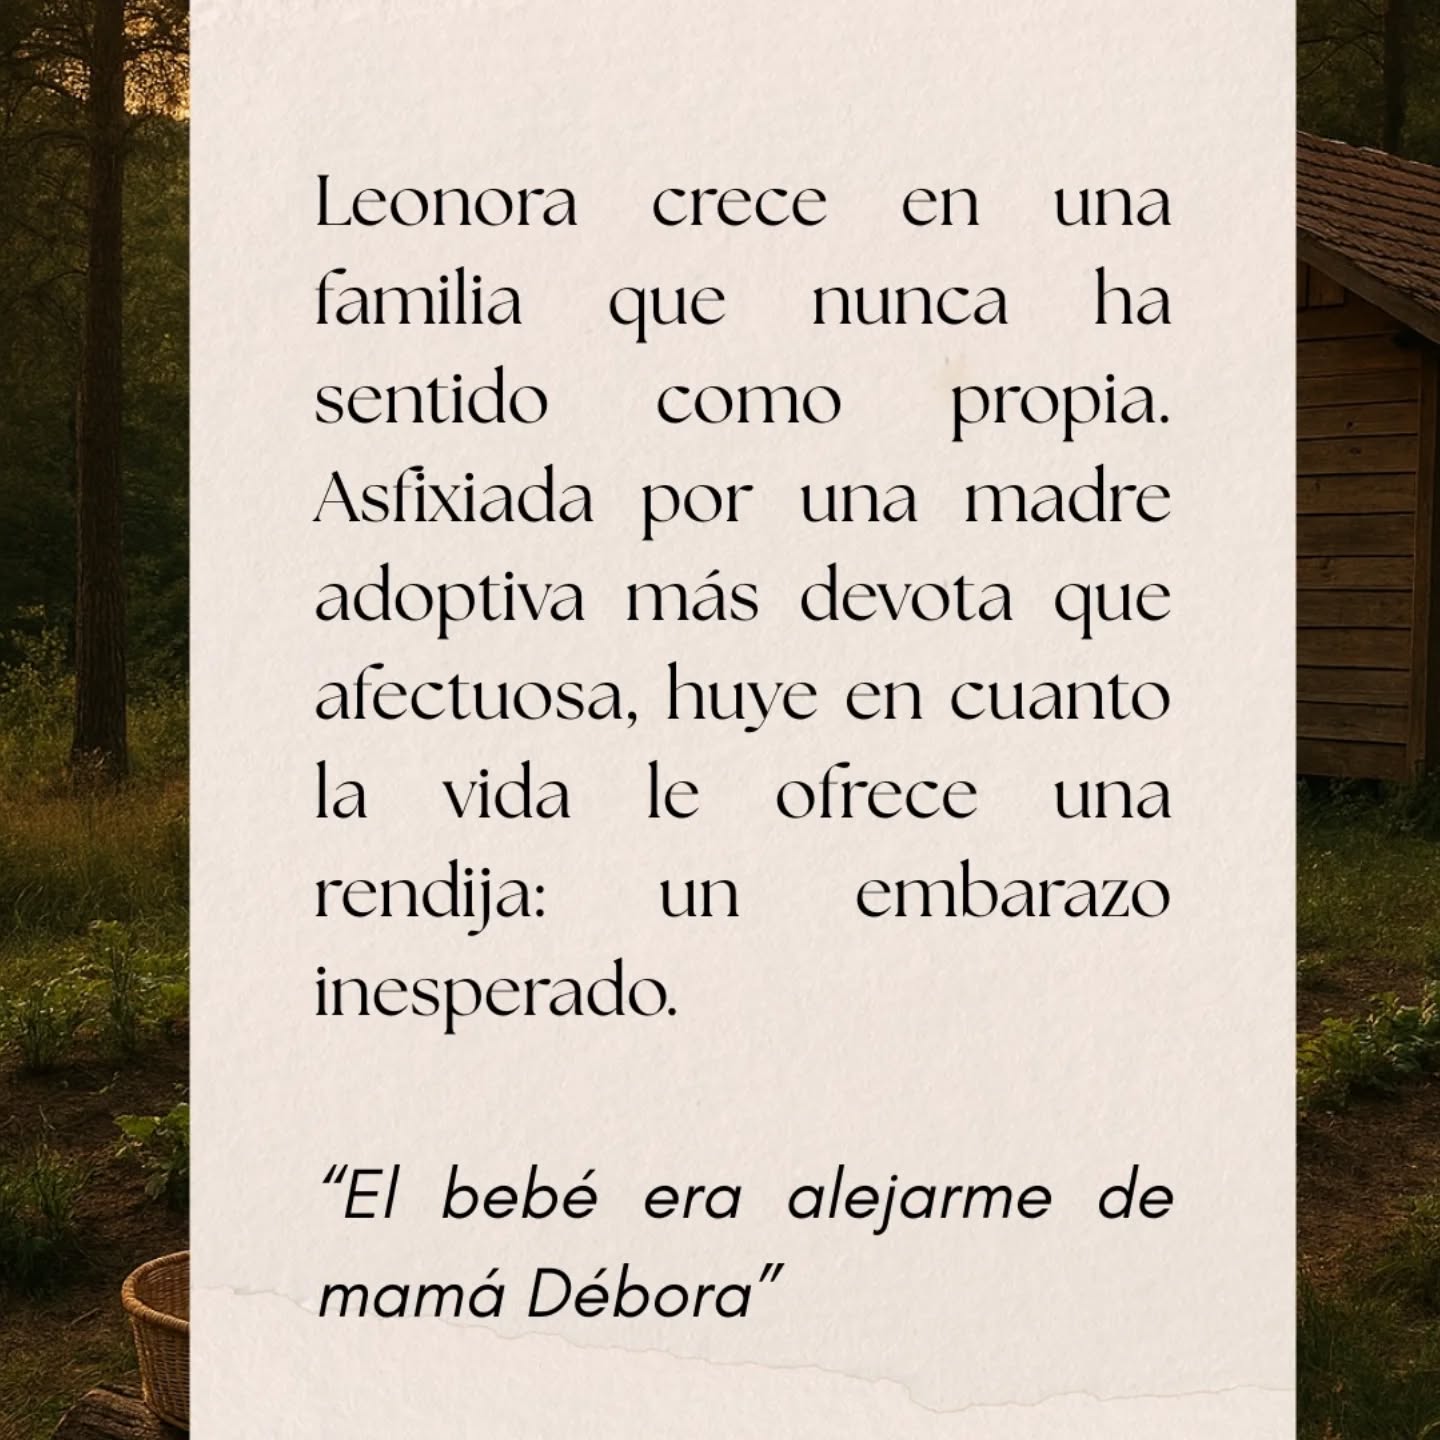 Leonora crece en una
familia que nunca ha
sentido como propia.
Asfixiada por una madre
adoptiva más devota que
afectuosa, huye en cuanto
la vida le ofrece una
rendija: un embarazo
inesperado.
“El bebé era alejarme de
mamá Débora”